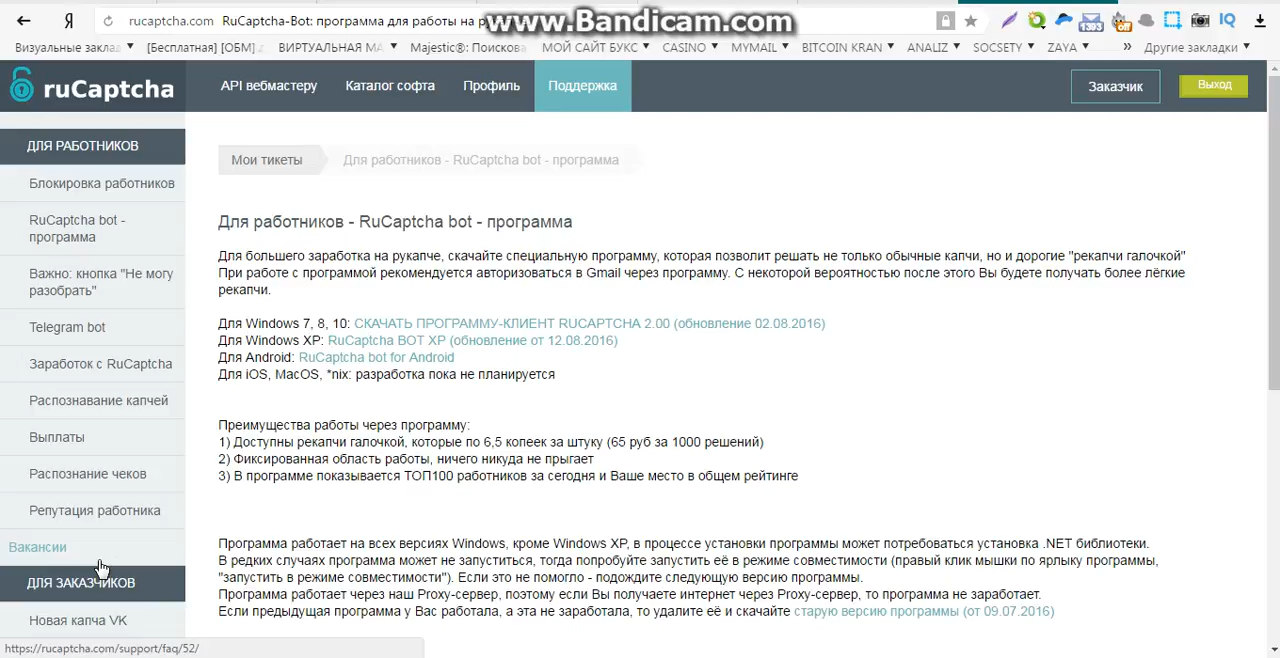 Я rucaptcha.com RuCaptcha-Bot: программа для работы на р
www.Bandicam.com
1393
off
IQ
Визуальные заклад [Бесплатная] [ОБМ] ВИРТУАЛЬНАЯ МА Majestic®: Поискова МОЙ САЙТ БУКС CASINO MYMAIL BITCOIN KRAN ANALIZ SOCSETY ZAYA » Другие закладки
ruCaptcha
API вебмастеру Каталог софта Профиль Поддержка Заказчик Выход
ДЛЯ РАБОТНИКОВ
Блокировка работников
RuCaptcha bot -
программа
Важно: кнопка "Не могу
разобрать"
Telegram bot
Заработок с RuCaptcha
Распознавание капчей
Выплаты
Распознание чеков
Репутация работника
Вакансии
ДЛЯ ЗАКАЗЧИКОВ
Новая капча VK
https://rucaptcha.com/support/faq/52/
Мои тикеты Для работников - RuCaptcha bot - программа
Для работников - RuCaptcha bot - программа
Для большего заработка на рукапче, скачайте специальную программу, которая позволит решать не только обычные капчи, но и дорогие "рекапчи галочкой"
При работе с программой рекомендуется авторизоваться в Gmail через программу. С некоторой вероятностью после этого Вы будете получать более лёгкие
рекапчи.
Для Windows 7, 8, 10: СКАЧАТЬ ПРОГРАММУ-КЛИЕНТ RUCAPTCHA 2.00 (обновление 02.08.2016)
Для Windows XP: RuCaptcha BOT XP (обновление от 12.08.2016)
Для Android: RuCaptcha bot for Android
Для iOS, MacOS, *nix: разработка пока не планируется
Преимущества работы через программу:
1) Доступны рекапчи галочкой, которые по 6,5 копеек за штуку (65 руб за 1000 решений)
2) Фиксированная область работы, ничего никуда не прыгает
3) В программе показывается ТОП100 работников за сегодня и Ваше место в общем рейтинге
Программа работает на всех версиях Windows, кроме Windows XP, в процессе установки программы может потребоваться установка .NET библиотеки.
В редких случаях программа может не запуститься, тогда попробуйте запустить её в режиме совместимости (правый клик мышки по ярлыку программы,
"запустить в режиме совместимости"). Если это не помогло - подождите следующую версию программы.
Программа работает через наш Proxy-сервер, поэтому если Вы получаете интернет через Proxy-сервер, то программа не заработает.
Если предыдущая программа у Вас работала, а эта не заработала, то удалите её и скачайте старую версию программы (от 09.07.2016)